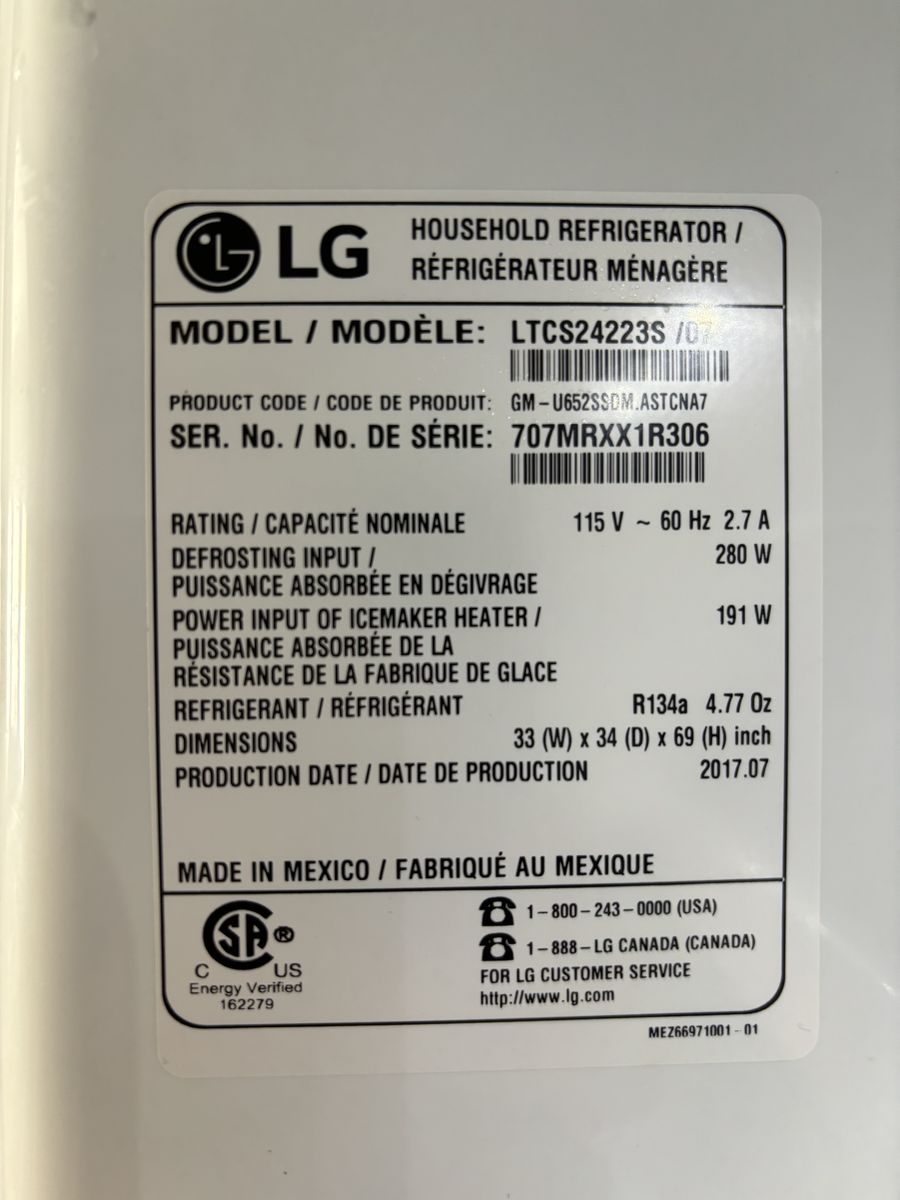 LG
HOUSEHOLD REFRIGERATOR /
RÉFRIGÉRATEUR MÉNAGÈRE
MODEL / MODÈLE: LTCS24223S /07
PRODUCT CODE / CODE DE PRODUIT: GM-U652SSDM.ASTCNA7
SER. No. / No. DE SÉRIE: 707MRXX1R306
RATING / CAPACITÉ NOMINALE 115 V ~ 60 Hz 2.7 A
DEFROSTING INPUT / 280 W
PUISSANCE ABSORBÉE EN DÉGIVRAGE
POWER INPUT OF ICEMAKER HEATER / 191 W
PUISSANCE ABSORBÉE DE LA
RÉSISTANCE DE LA FABRIQUE DE GLACE
REFRIGERANT / RÉFRIGÉRANT R134a 4.77 Oz
DIMENSIONS 33 (W) x 34 (D) x 69 (H) inch
PRODUCTION DATE / DATE DE PRODUCTION 2017.07
MADE IN MEXICO / FABRIQUÉ AU MEXIQUE
SA ®
C US
Energy Verified
162279
1-800-243-0000 (USA)
1-888-LG CANADA (CANADA)
FOR LG CUSTOMER SERVICE
http://www.lg.com
MEZ66971001-01